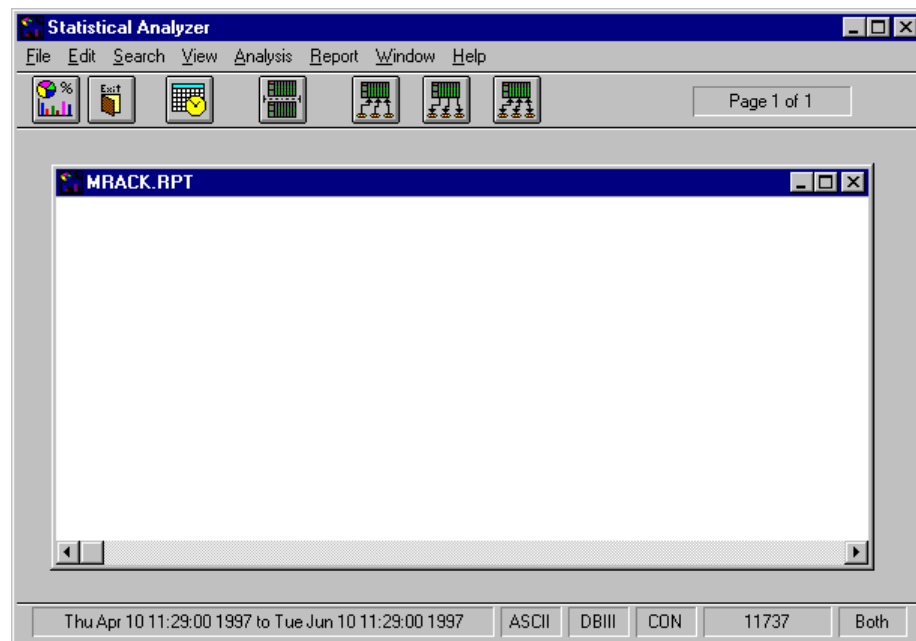 Statistical Analyzer
File Edit Search View Analysis Report Window Help
% Exit Page 1 of 1
MRACK.RPT
Thu Apr 10 11:29:00 1997 to Tue Jun 10 11:29:00 1997 ASCII DBIII CON 11737 Both